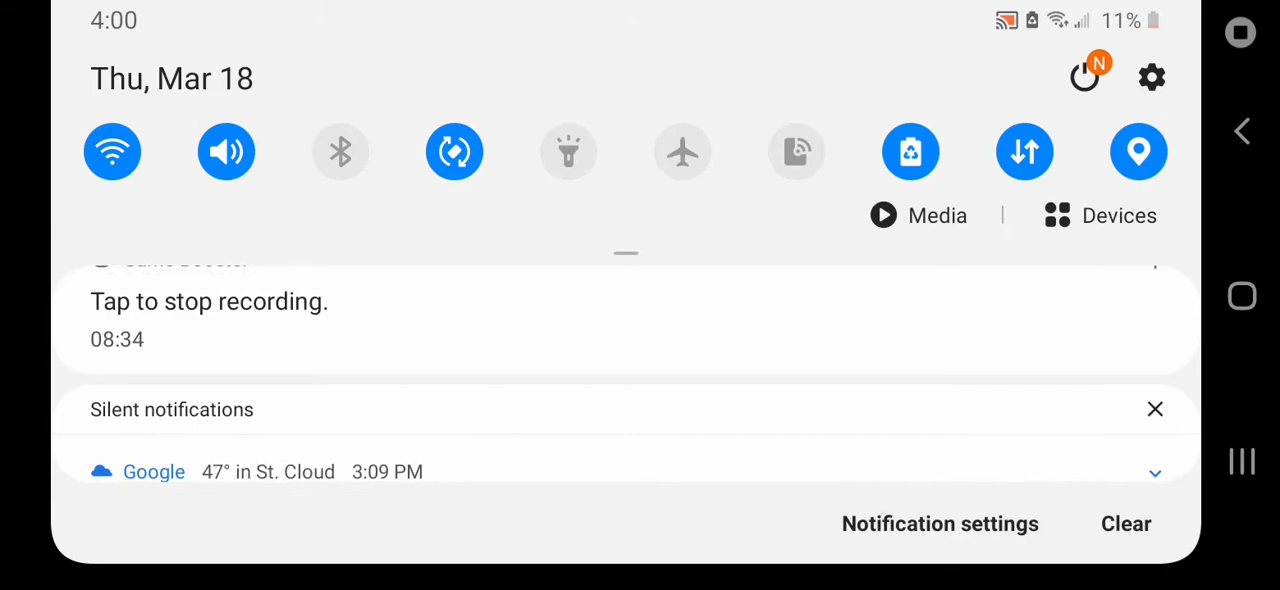 4:00 11%
Thu, Mar 18 N
Media | Devices
Tap to stop recording.
08:34
Silent notifications
Google 47° in St. Cloud 3:09 PM
Notification settings Clear